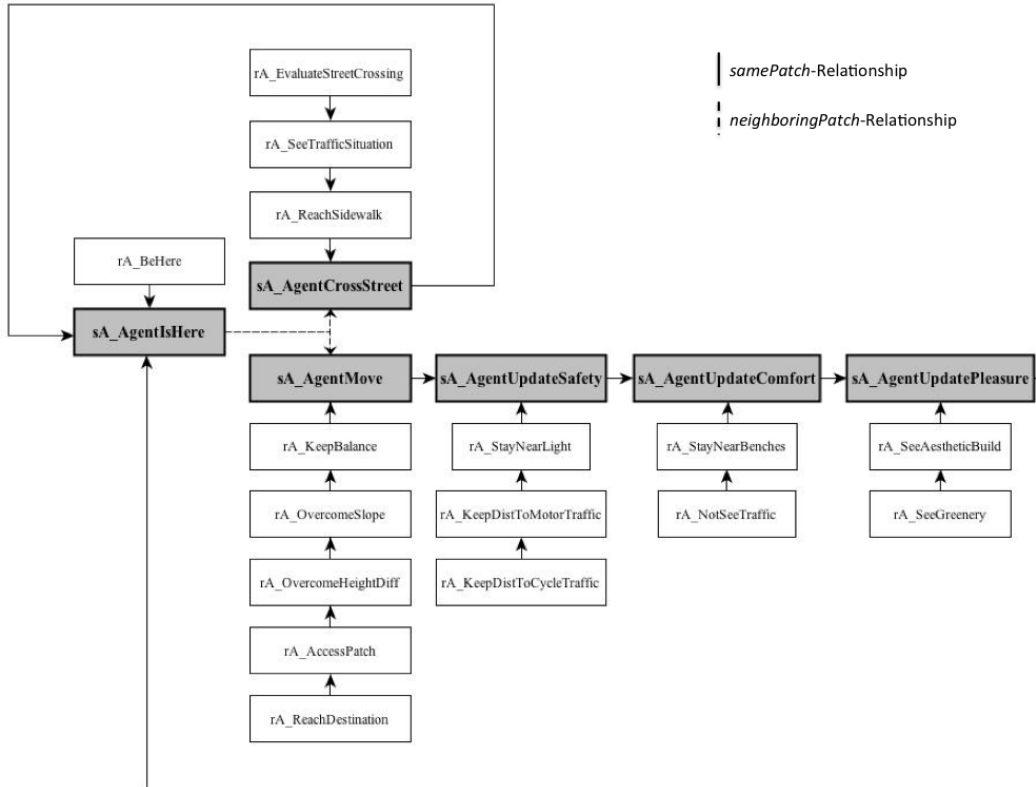 rA_EvaluateStreetCrossing
samePatch-Relationship
neighboringPatch-Relationship
rA_SeeTrafficSituation
rA_ReachSidewalk
rA_BeHere
sA_AgentCrossStreet
sA_AgentIsHere
sA_AgentMove
sA_AgentUpdateSafety
sA_AgentUpdateComfort
sA_AgentUpdatePleasure
rA_KeepBalance
rA_StayNearLight
rA_StayNearBenches
rA_SeeAestheticBuild
rA_OvercomeSlope
rA_KeepDistToMotorTraffic
rA_NotSeeTraffic
rA_SeeGreenery
rA_OvercomeHeightDiff
rA_KeepDistToCycleTraffic
rA_AccessPatch
rA_ReachDestination